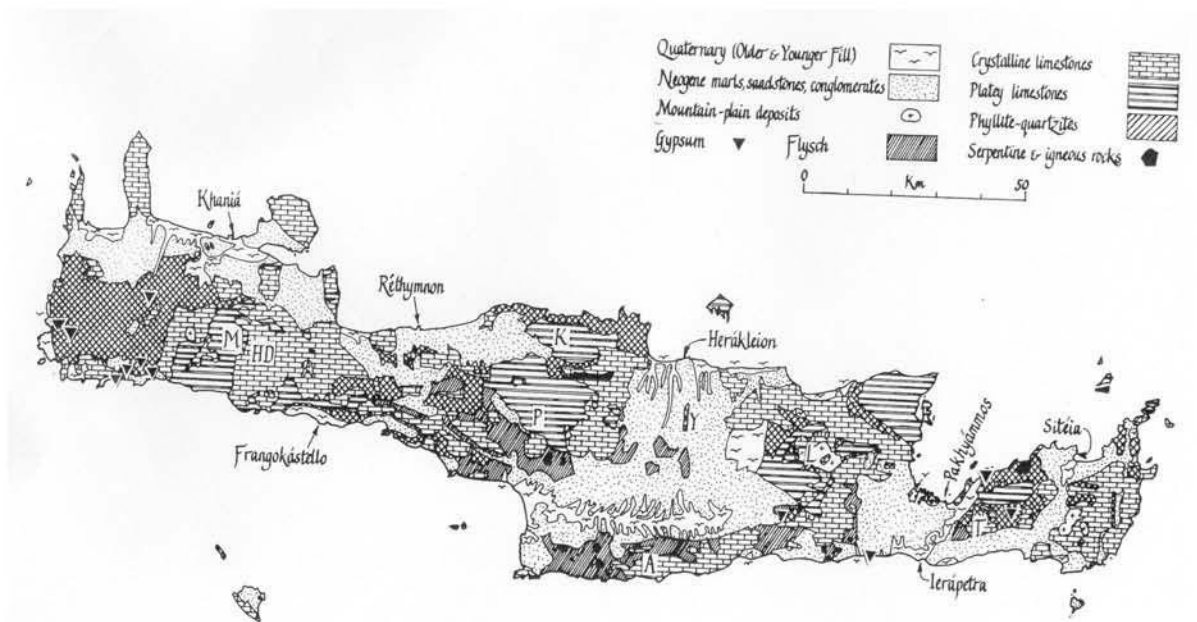 Quaternary (Older & Younger Fill)
Neogene marls, sandstones, conglomerates
Mountain-plain deposits
Gypsum Flysch
Crystalline limestones
Platey limestones
Phyllite-quartzites
Serpentine & igneous rocks
0 Km 50
Khaniá
Réthymnon
Herákleion
Pakhyámmos
Sitéia
K
M
HD
P
Y
L
T
A
Frangokástello
Ierápetra